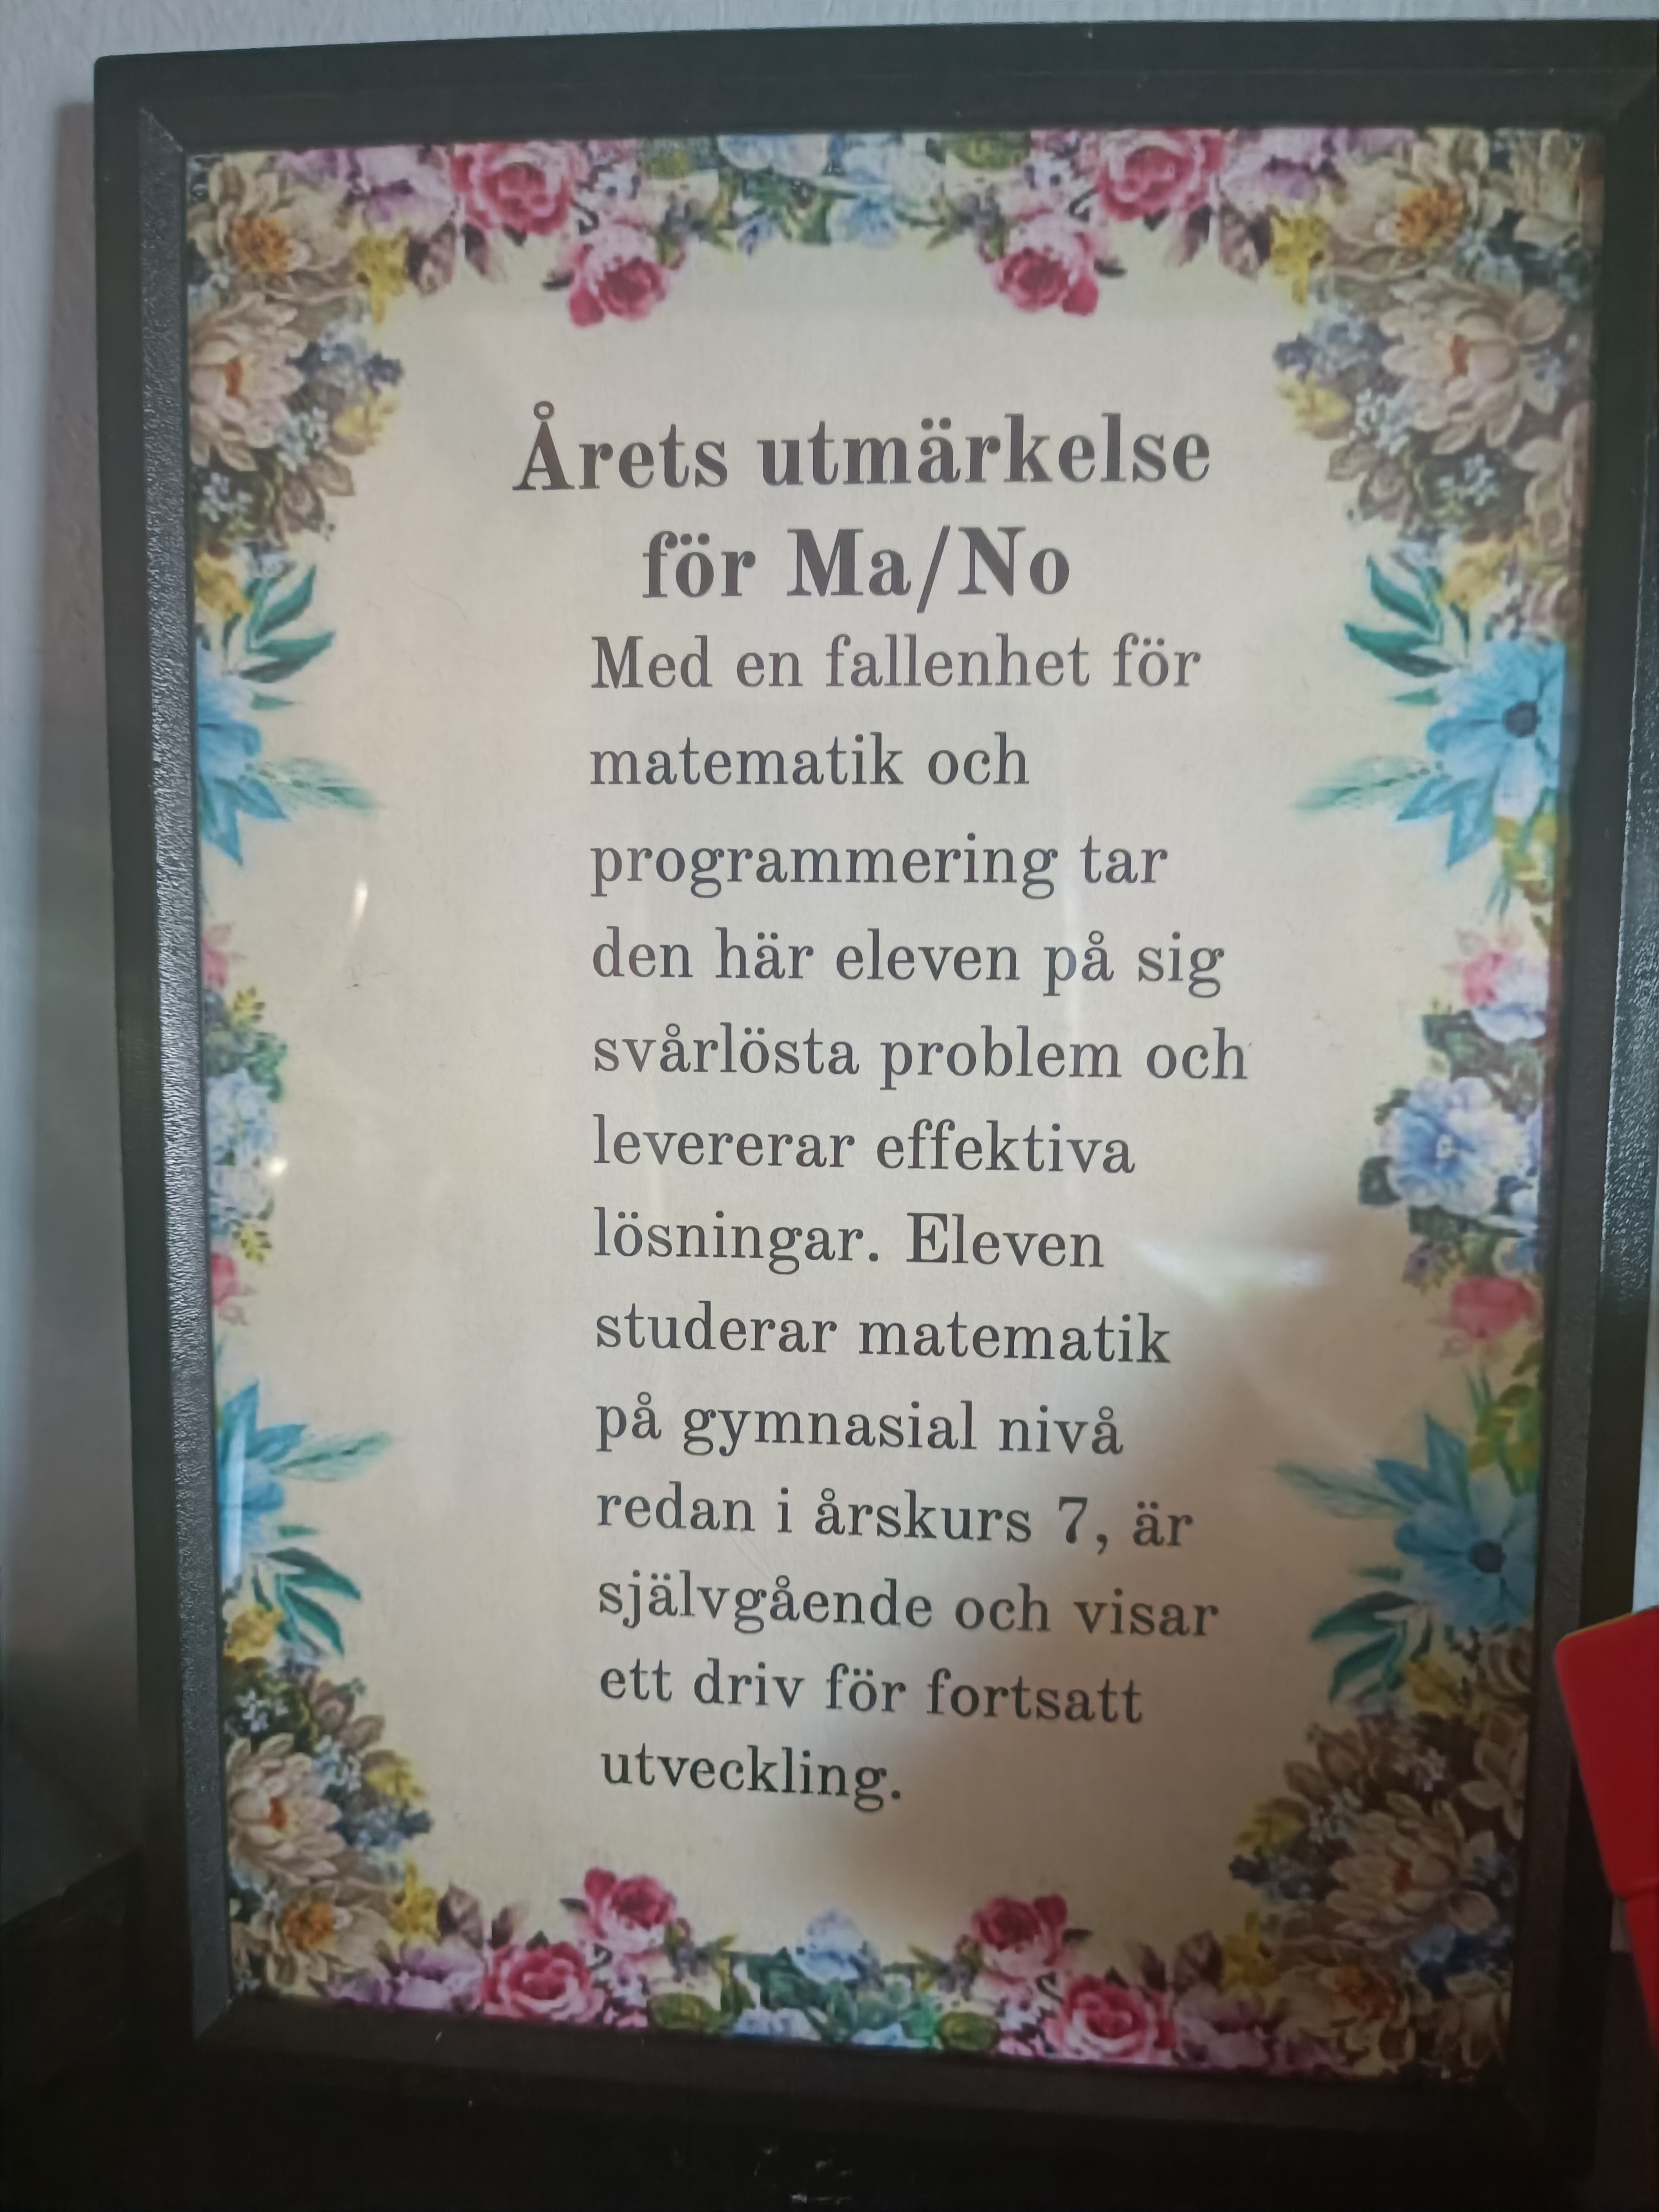 Årets utmärkelse
för Ma/No
Med en fallenhet för
matematik och
programmering tar
den här eleven på sig
svårlösta problem och
levererar effektiva
lösningar. Eleven
studerar matematik
på gymnasial nivå
redan i årskurs 7, är
självgående och visar
ett driv för fortsatt
utveckling.